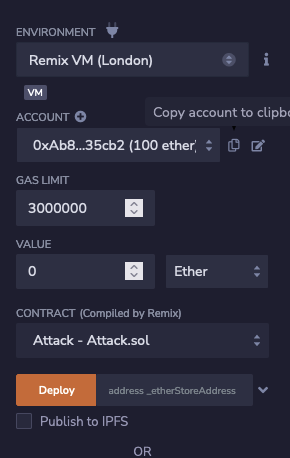 ENVIRONMENT
Remix VM (London)
VM
Copy account to clipbo
ACCOUNT
0xAb8...35cb2 (100 ether)
GAS LIMIT
3000000
VALUE
0 Ether
CONTRACT (Compiled by Remix)
Attack - Attack.sol
Deploy address _etherStoreAddress
Publish to IPFS
OR